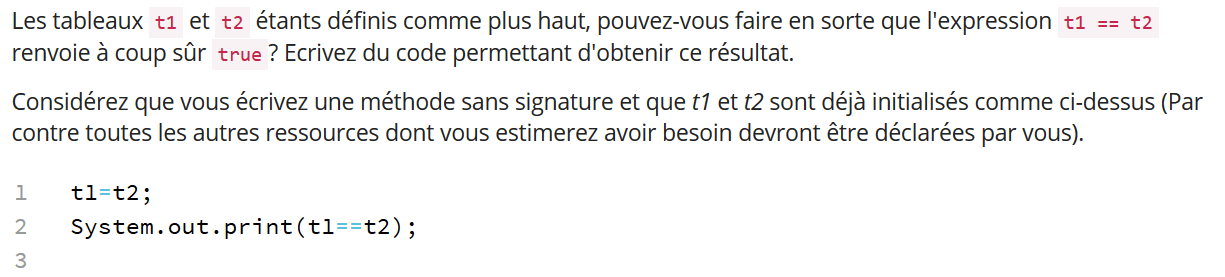 Les tableaux t1 et t2 étants définis comme plus haut, pouvez-vous faire en sorte que l'expression t1 == t2
renvoie à coup sûr true ? Ecrivez du code permettant d'obtenir ce résultat.
Considérez que vous écrivez une méthode sans signature et que t1 et t2 sont déjà initialisés comme ci-dessus (Par
contre toutes les autres ressources dont vous estimerez avoir besoin devront être déclarées par vous).
1 t1=t2;
2 System.out.print(t1==t2);
3